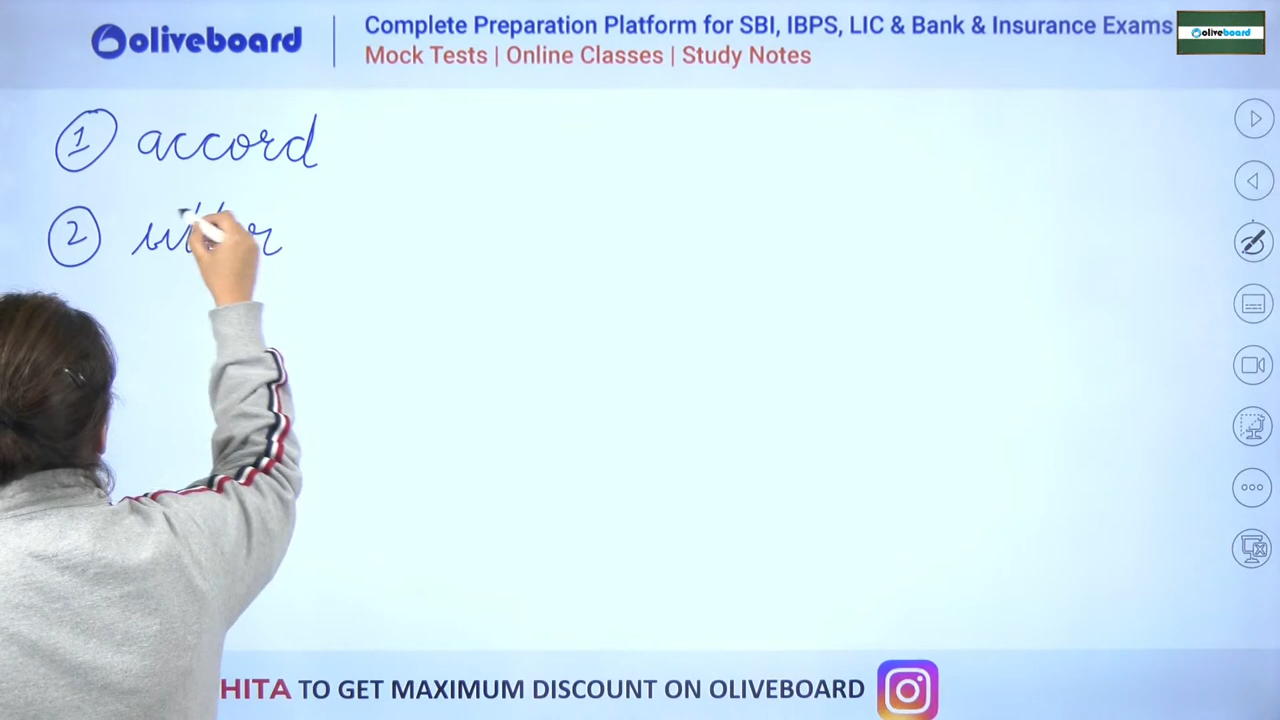 oliveboard
Complete Preparation Platform for SBI, IBPS, LIC & Bank & Insurance Exams
Mock Tests | Online Classes | Study Notes
oliveboard
1 accord
2
HITA TO GET MAXIMUM DISCOUNT ON OLIVEBOARD